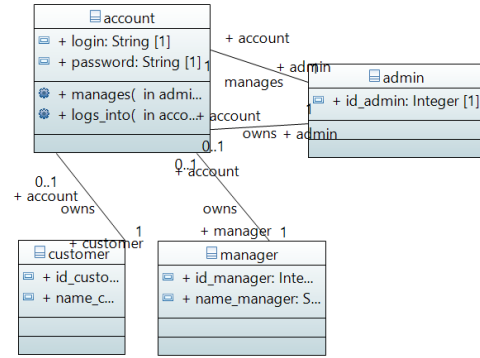 account
+ login: String [1]
+ password: String [1]
+ manages(  in admi...
+ logs_into(  in acco...
+ account
1
manages
+ admin
1
admin
+ id_admin: Integer [1]
+ account
0..1
owns
1
+ admin
0..1
+ account
owns
1
+ customer
0..1
+ account
owns
+ manager
1
customer
+ id_custo...
+ name_c...
manager
+ id_manager: Inte...
+ name_manager: S...